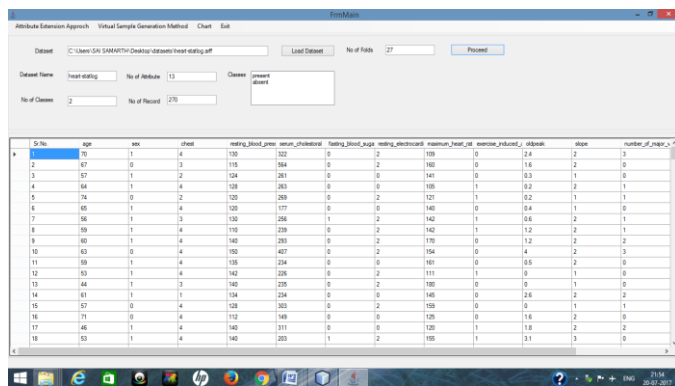 FrmMain
Attribute Extension Approch Virtual Sample Generation Method Chart Exit
Dataset C:\Users\SAI SAMARTH\Desktop\datasets\heart-statlog.arff Load Dataset No of Folds 27 Proceed
Dataset Name heart-statlog No of Attribute 13 Classes present
absent
No of Classes 2 No of Record 270
Sr.No. age sex chest resting_blood_pres serum_cholestoral fasting_blood_suga resting_electrocardi maximum_heart_rat exercise_induced_a oldpeak slope number_of_major_v
1 70 1 4 130 322 0 2 109 0 2.4 2 3
2 67 0 3 115 564 0 2 160 0 1.6 2 0
3 57 1 2 124 261 0 0 141 0 0.3 1 0
4 64 1 4 128 263 0 0 105 1 0.2 2 1
5 74 0 2 120 269 0 2 121 1 0.2 1 1
6 65 1 4 120 177 0 0 140 0 0.4 1 0
7 56 1 3 130 256 1 2 142 1 0.6 2 1
8 59 1 4 110 239 0 2 142 1 1.2 2 1
9 60 1 4 140 293 0 2 170 0 1.2 2 2
10 63 0 4 150 407 0 2 154 0 4 2 3
11 59 1 4 135 234 0 0 161 0 0.5 2 0
12 53 1 4 142 226 0 2 111 1 0 1 0
13 44 1 3 140 235 0 2 180 0 0 1 0
14 61 1 1 134 234 0 0 145 0 2.6 2 2
15 57 0 4 128 303 0 2 159 0 0 1 1
16 71 0 4 112 149 0 0 125 0 1.6 2 0
17 46 1 4 140 311 0 0 120 1 1.8 2 2
18 53 1 4 140 203 1 2 155 1 3.1 3 0
hp
ENG 21:54
20-07-2017